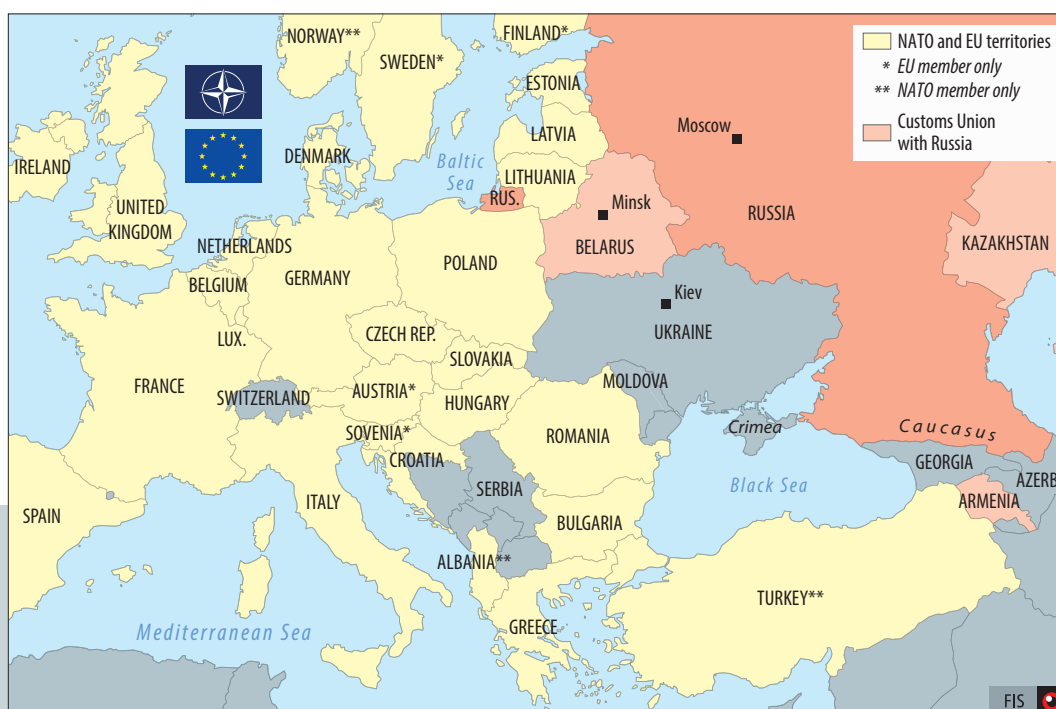 NORWAY**
SWEDEN*
FINLAND*
NATO and EU territories
* EU member only
** NATO member only
Customs Union
with Russia
ESTONIA
LATVIA
LITHUANIA
RUS.
Moscow
RUSSIA
Minsk
BELARUS
KAZAKHSTAN
IRELAND
UNITED
KINGDOM
DENMARK
Baltic
Sea
NETHERLANDS
BELGIUM
LUX.
GERMANY
POLAND
Kiev
UKRAINE
CZECH REP.
SLOVAKIA
FRANCE
SWITZERLAND
AUSTRIA*
HUNGARY
MOLDOVA
SOVENIA*
CROATIA
ROMANIA
Crimea
Caucasus
GEORGIA
AZERB
ARMENIA
SPAIN
ITALY
SERBIA
BULGARIA
Black Sea
ALBANIA**
GREECE
TURKEY**
Mediterranean Sea
FIS